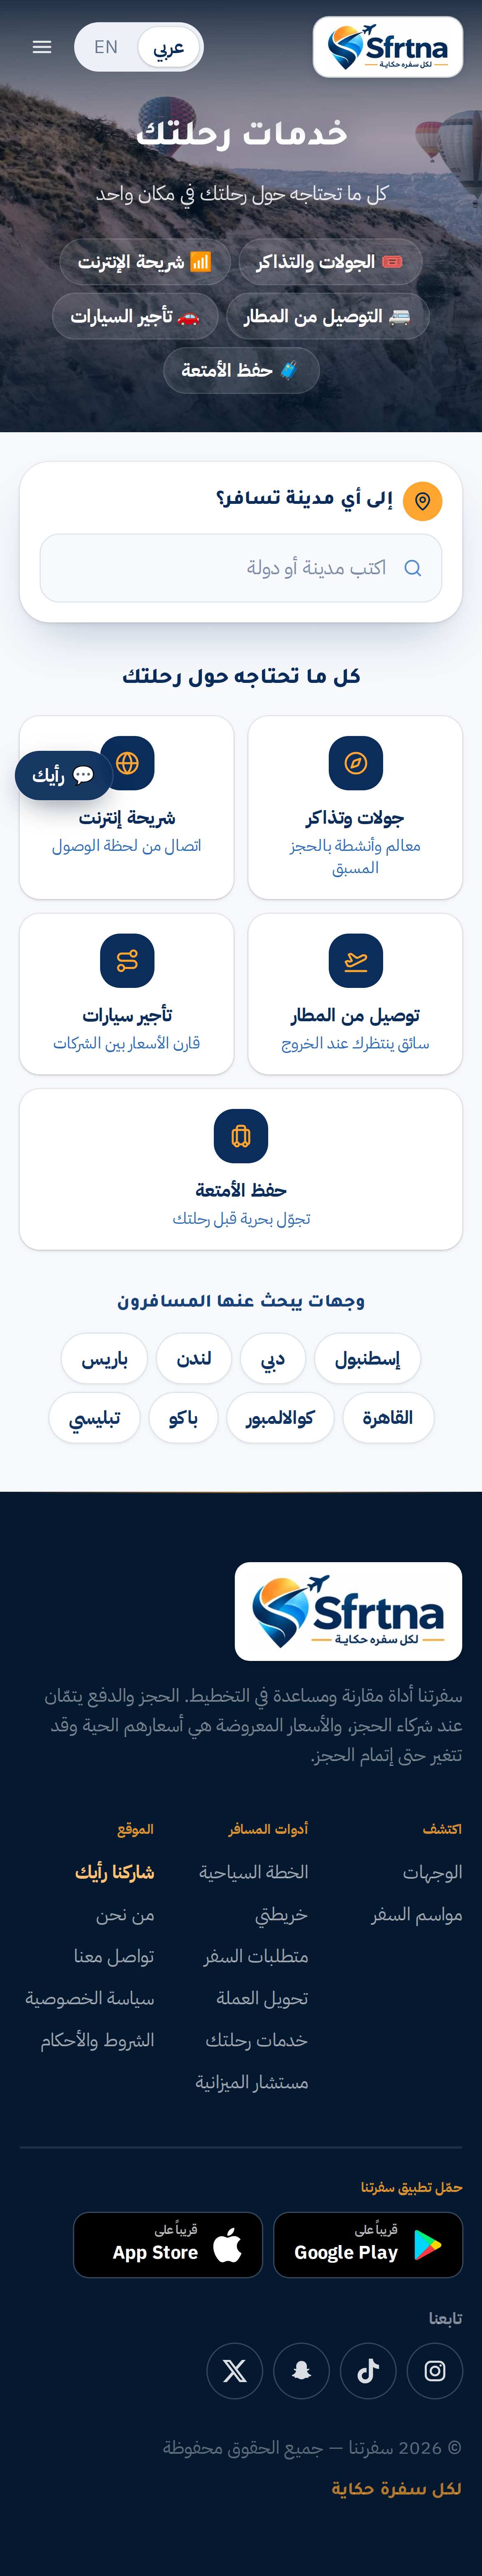 Sfrtna
لكل سفره حكاية
عربي
EN
خدمات رحلتك
كل ما تحتاجه حول رحلتك في مكان واحد
🎟️ الجولات والتذاكر
📶 شريحة الإنترنت
🚐 التوصيل من المطار
🚗 تأجير السيارات
🧳 حفظ الأمتعة
إلى أي مدينة تسافر؟
اكتب مدينة أو دولة
كل ما تحتاجه حول رحلتك
جولات وتذاكر
معالم وأنشطة بالحجز
المسبق
شريحة إنترنت
اتصال من لحظة الوصول
💬 رأيك
توصيل من المطار
سائق ينتظرك عند الخروج
تأجير سيارات
قارن الأسعار بين الشركات
حفظ الأمتعة
تجوّل بحرية قبل رحلتك
وجهات يبحث عنها المسافرون
إسطنبول
دبي
لندن
باريس
القاهرة
كوالالمبور
باكو
تبليسي
Sfrtna
لكل سفره حكاية
سفرتنا أداة مقارنة ومساعدة في التخطيط. الحجز والدفع يتمّان
عند شركاء الحجز، والأسعار المعروضة هي أسعارهم الحية وقد
تتغير حتى إتمام الحجز.
اكتشف
الوجهات
مواسم السفر
أدوات المسافر
الخطة السياحية
خريطتي
متطلبات السفر
تحويل العملة
خدمات رحلتك
مستشار الميزانية
الموقع
شاركنا رأيك
من نحن
تواصل معنا
سياسة الخصوصية
الشروط والأحكام
حمّل تطبيق سفرتنا
قريباً على
Google Play
قريباً على
App Store
تابعنا
© 2026 سفرتنا — جميع الحقوق محفوظة
لكل سفرة حكاية